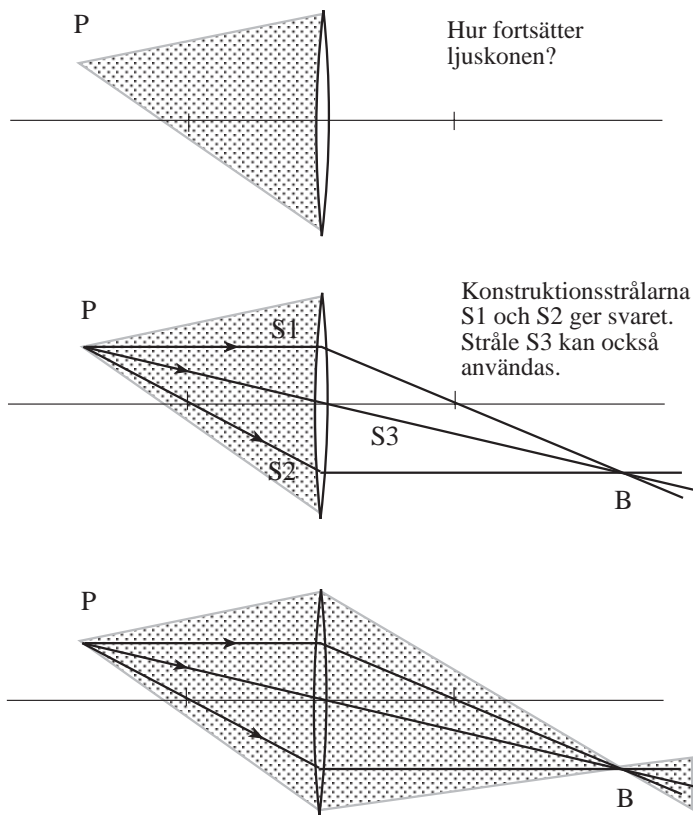 P
Hur fortsätter
ljuskonen?
P
S1
Konstruktionsstrålarna
S1 och S2 ger svaret.
Stråle S3 kan också
användas.
S3
S2
B
P
B